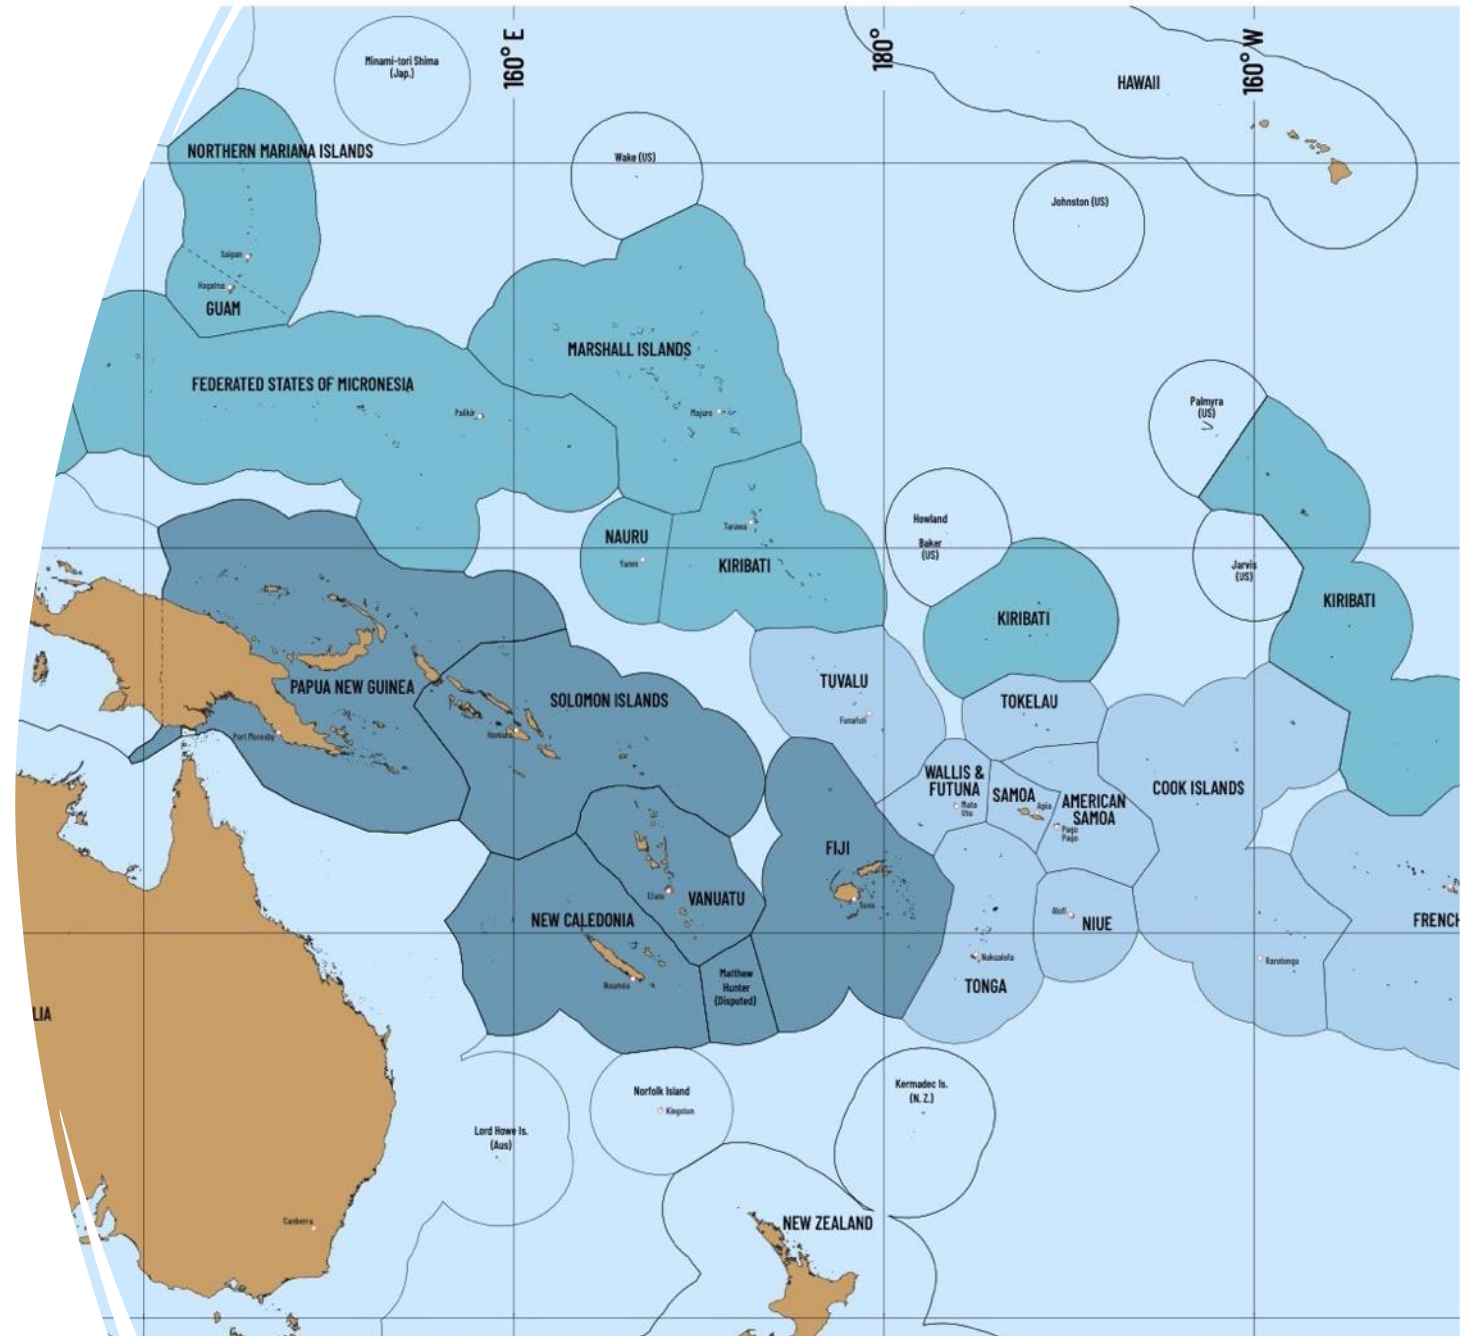 160° E
180°
160° W
Minami-tori Shima
(Jap.)
HAWAII
NORTHERN MARIANA ISLANDS
Wake (US)
Johnston (US)
Saipan
Hagatna
GUAM
MARSHALL ISLANDS
FEDERATED STATES OF MICRONESIA
Palikir
Majuro
Palmyra
(US)
Howland
Baker
(US)
NAURU
Yaren
Tarawa
KIRIBATI
Jarvis
(US)
KIRIBATI
KIRIBATI
PAPUA NEW GUINEA
Port Moresby
SOLOMON ISLANDS
Honiara
TUVALU
Funafuti
TOKELAU
WALLIS &
FUTUNA
Mata
Utu
SAMOA
Apia
AMERICAN
SAMOA
Pago
Pago
COOK ISLANDS
FIJI
Suva
VANUATU
NEW CALEDONIA
Nouméa
Matthew
Hunter
(Disputed)
Alofi
NIUE
FRENCH
Nukualofa
TONGA
Rarotonga
LIA
Norfolk Island
Kingston
Kermadec Is.
(N. Z.)
Lord Howe Is.
(Aus)
Canberra
NEW ZEALAND